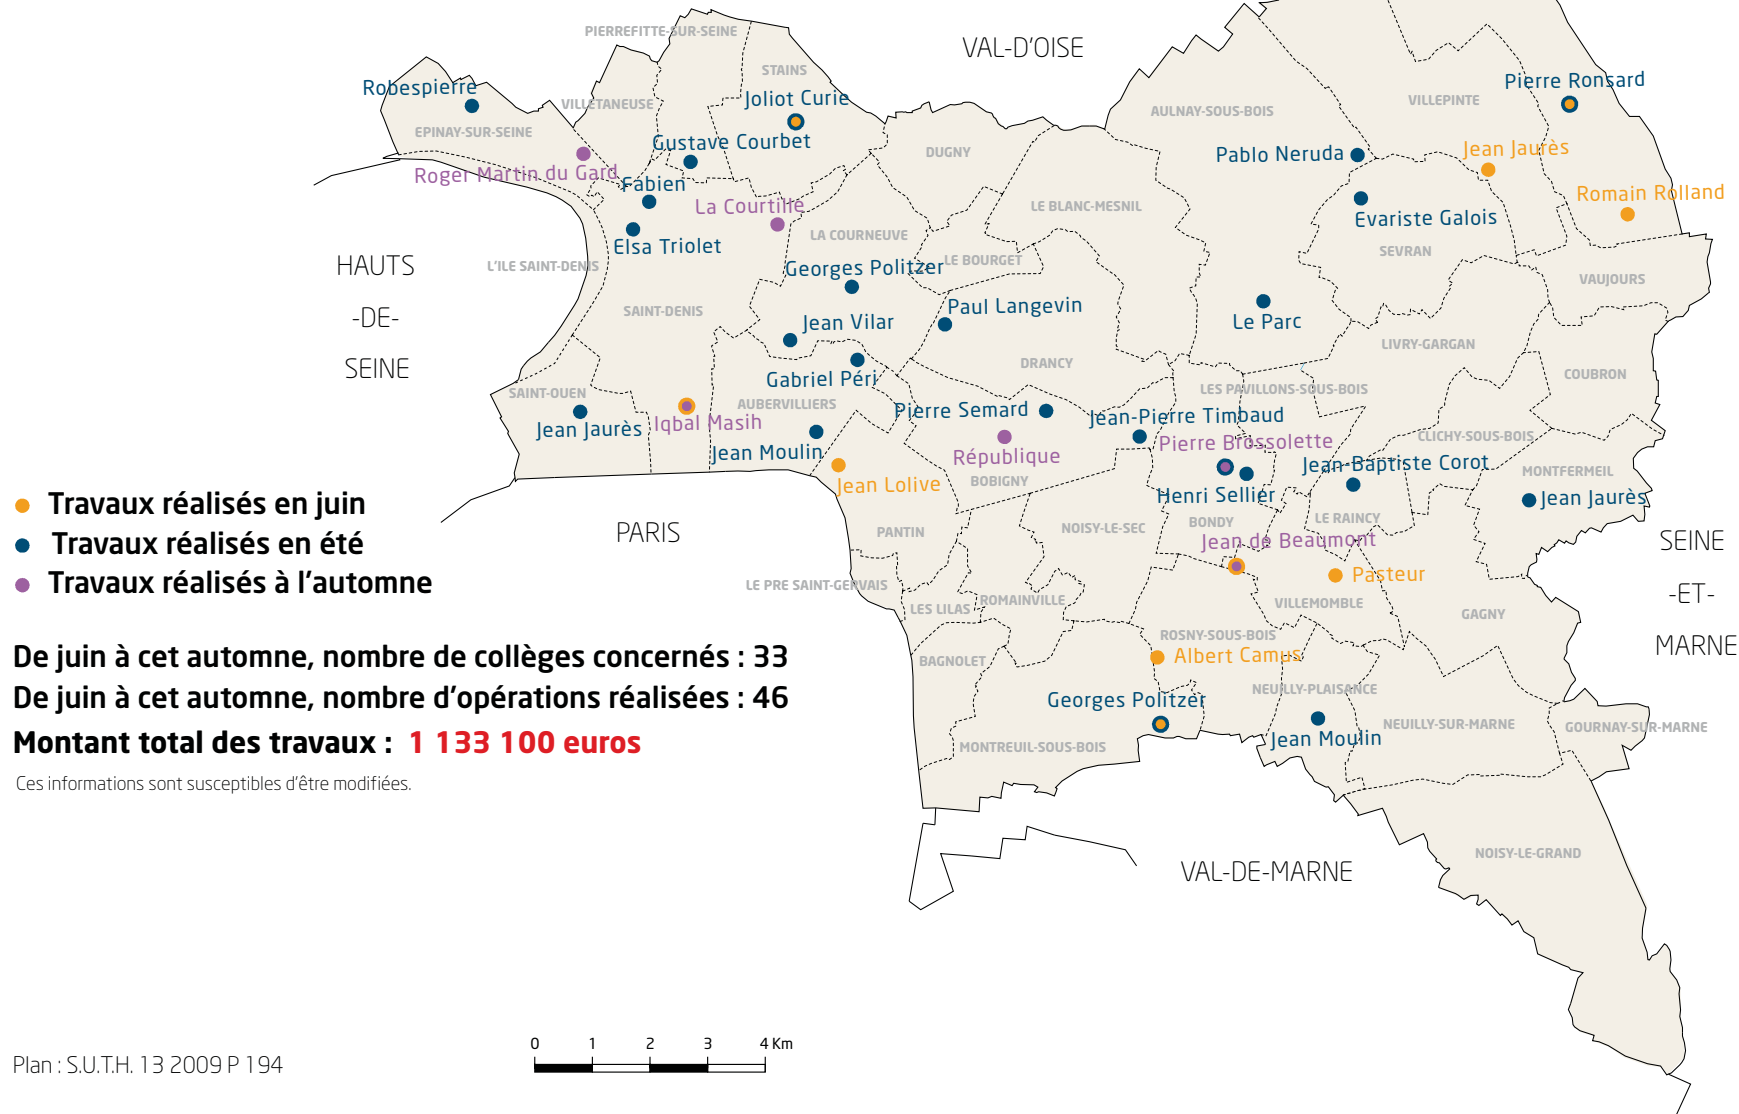 VAL-D'OISE
PIERREFITTE-SUR-SEINE
STAINS
Robespierre
VILLETANEUSE
Joliot Curie
EPINAY-SUR-SEINE
Gustave Courbet
Roger Martin du Gard
Fabien
La Courtille
Elsa Triolet
L'ILE SAINT-DENIS
DUGNY
LA COURNEUVE
LE BOURGET
LE BLANC-MESNIL
AULNAY-SOUS-BOIS
VILLEPINTE
Pierre Ronsard
Pablo Neruda
Jean Jaurès
Romain Rolland
Evariste Galois
SEVRAN
VAUJOURS
HAUTS
-DE-
SEINE
Georges Politzer
SAINT-DENIS
Jean Vilar
Paul Langevin
Le Parc
DRANCY
LIVRY-GARGAN
COUBRON
Gabriel Péri
LES PAVILLONS-SOUS-BOIS
SAINT-OUEN
AUBERVILLIERS
Jean Jaurès
Iqbal Masih
Pierre Semard
Jean-Pierre Timbaud
Jean Moulin
République
Pierre Brossolette
CLICHY-SOUS-BOIS
Jean Lolive
BOBIGNY
Jean-Baptiste Corot
MONTFERMEIL
Henri Sellier
Jean Jaurès
PARIS
PANTIN
NOISY-LE-SEC
BONDY
LE RAINCY
Jean de Beaumont
SEINE
-ET-
MARNE
LE PRE SAINT-GERVAIS
LES LILAS
ROMAINVILLE
Pasteur
VILLEMOMBLE
GAGNY
ROSNY-SOUS-BOIS
BAGNOLET
Albert Camus
NEUILLY-PLAISANCE
Georges Politzer
NEUILLY-SUR-MARNE
GOURNAY-SUR-MARNE
MONTREUIL-SOUS-BOIS
Jean Moulin
NOISY-LE-GRAND
VAL-DE-MARNE
Travaux réalisés en juin
Travaux réalisés en été
Travaux réalisés à l'automne
De juin à cet automne, nombre de collèges concernés : 33
De juin à cet automne, nombre d'opérations réalisées : 46
Montant total des travaux : 1 133 100 euros
Ces informations sont susceptibles d'être modifiées.
0 1 2 3 4 Km
Plan : S.U.T.H. 13 2009 P 194